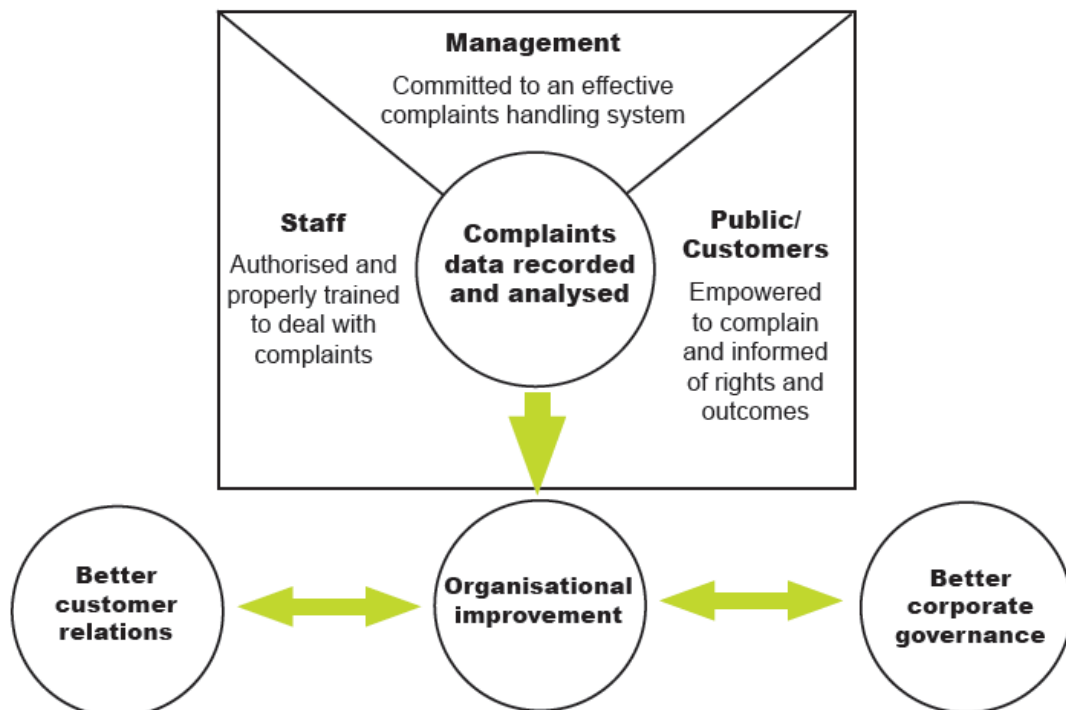 Management
Committed to an effective
complaints handling system
Staff
Authorised and
properly trained
to deal with
complaints
Complaints
data recorded
and analysed
Public/
Customers
Empowered
to complain
and informed
of rights and
outcomes
Better
customer
relations
Organisational
improvement
Better
corporate
governance